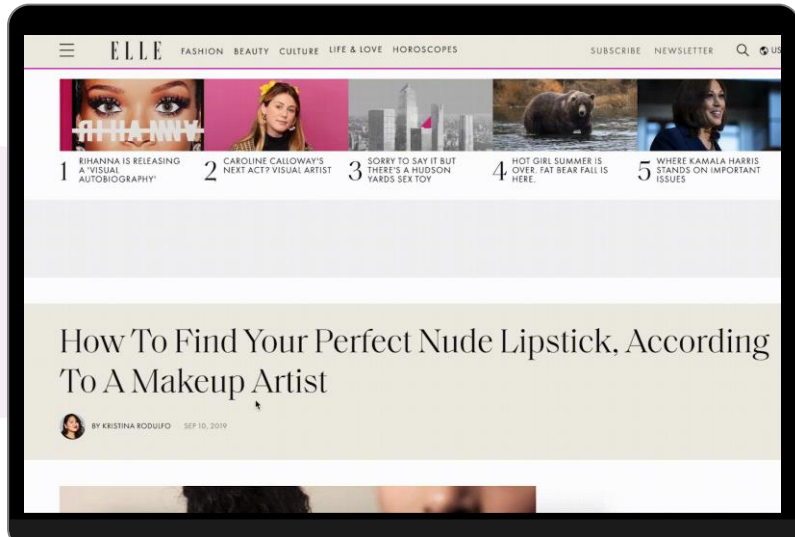 ELLE FASHION BEAUTY CULTURE LIFE & LOVE HOROSCOPES SUBSCRIBE NEWSLETTER US
RIHANNA
1 RIHANNA IS RELEASING
A 'VISUAL
AUTOBIOGRAPHY'
2 CAROLINE CALLOWAY'S
NEXT ACT? VISUAL ARTIST
3 SORRY TO SAY IT BUT
THERE'S A HUDSON
YARDS SEX TOY
4 HOT GIRL SUMMER IS
OVER. FAT BEAR FALL IS
HERE.
5 WHERE KAMALA HARRIS
STANDS ON IMPORTANT
ISSUES
How To Find Your Perfect Nude Lipstick, According
To A Makeup Artist
BY KRISTINA RODULFO SEP 10, 2019